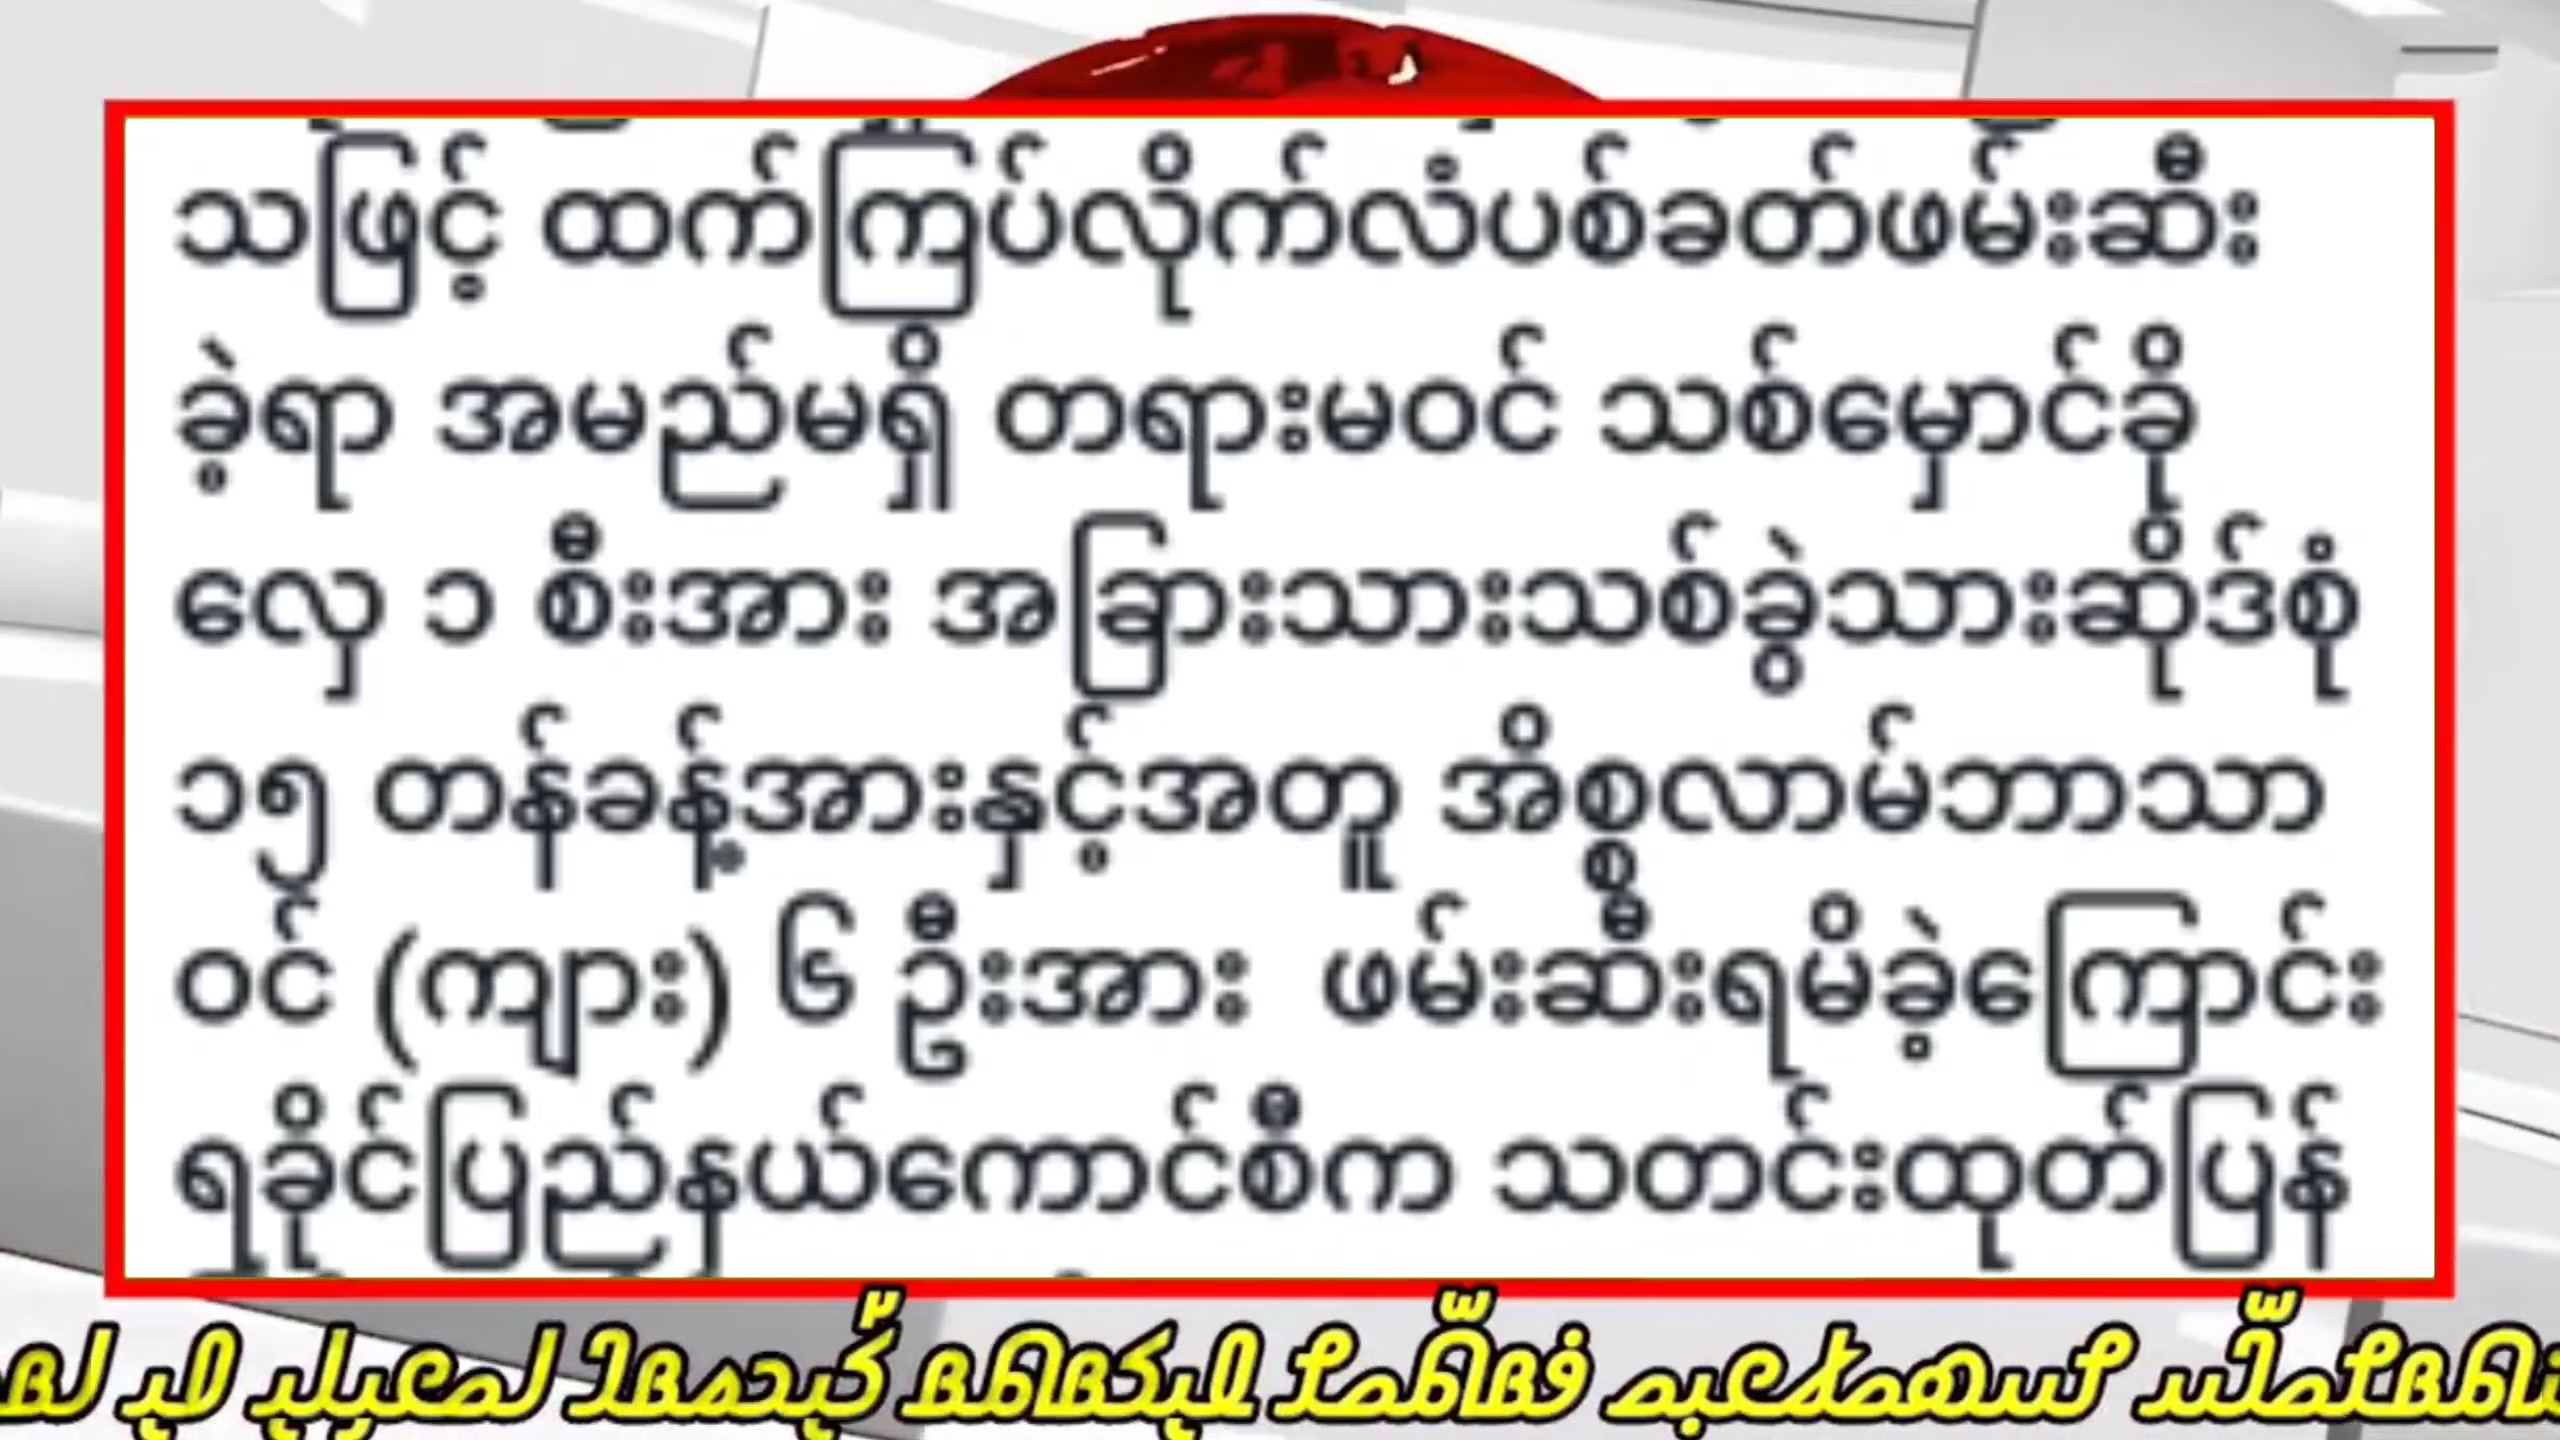 သဖြင့် ထက်ကြပ်လိုက်လံပစ်ခတ်ဖမ်းဆီး
ခဲ့ရာ အမည်မရှိ တရားမဝင် သစ်မှောင်ခို
လှေ ၁ စီးအား အခြားသားသစ်ခွဲသားဆိုဒ်စုံ
၁၅ တန်ခန့်အားနှင့်အတူ အိစ္စလာမ်ဘာသာ
ဝင် (ကျား) ၆ ဦးအား ဖမ်းဆီးရမိခဲ့ကြောင်း
ရခိုင်ပြည်နယ်ကောင်စီက သတင်းထုတ်ပြန်